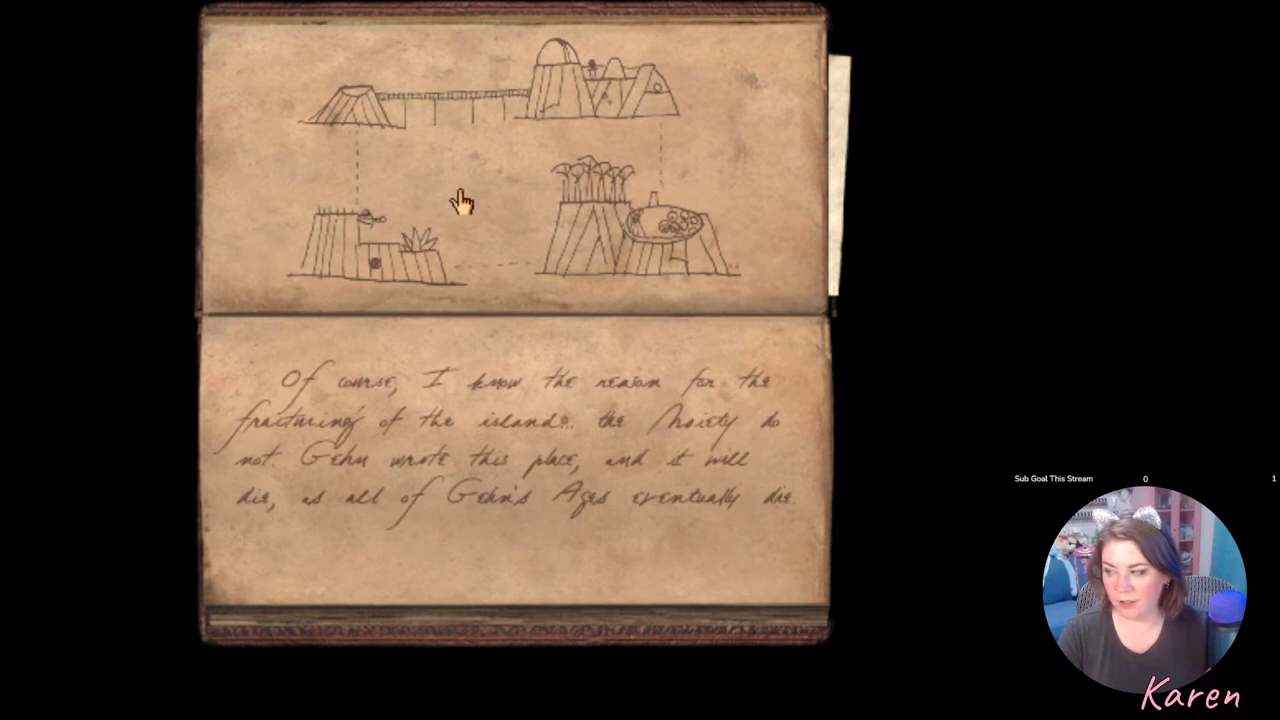 Of course, I know the reason for the
fracturing of the island... the Moiety do
not. Gehn wrote this place, and it will
die, as all of Gehn's Ages eventually die.
Sub Goal This Stream 0 1
Karen